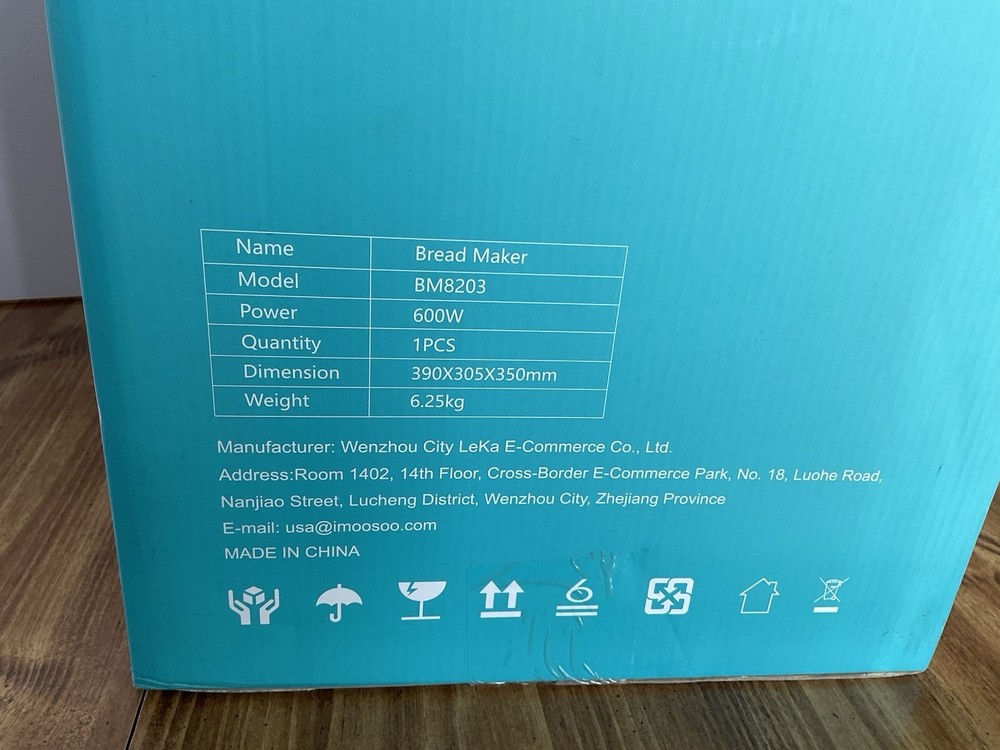 Name Bread Maker
Model BM8203
Power 600W
Quantity 1PCS
Dimension 390X305X350mm
Weight 6.25kg
Manufacturer: Wenzhou City LeKa E-Commerce Co., Ltd.
Address:Room 1402, 14th Floor, Cross-Border E-Commerce Park, No. 18, Luohe Road,
Nanjiao Street, Lucheng District, Wenzhou City, Zhejiang Province
E-mail: usa@imoosoo.com
MADE IN CHINA
6